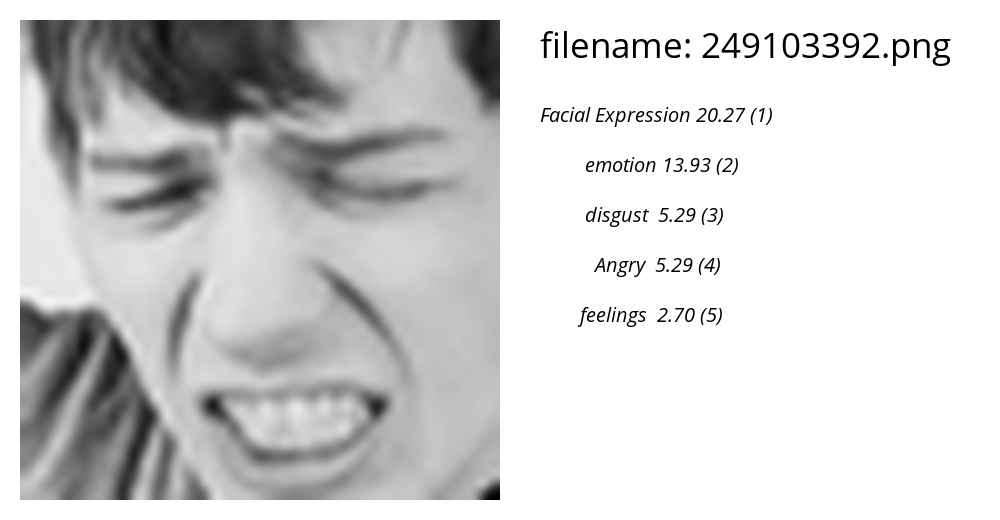 filename: 249103392.png
Facial Expression 20.27 (1)
emotion 13.93 (2)
disgust 5.29 (3)
Angry 5.29 (4)
feelings 2.70 (5)